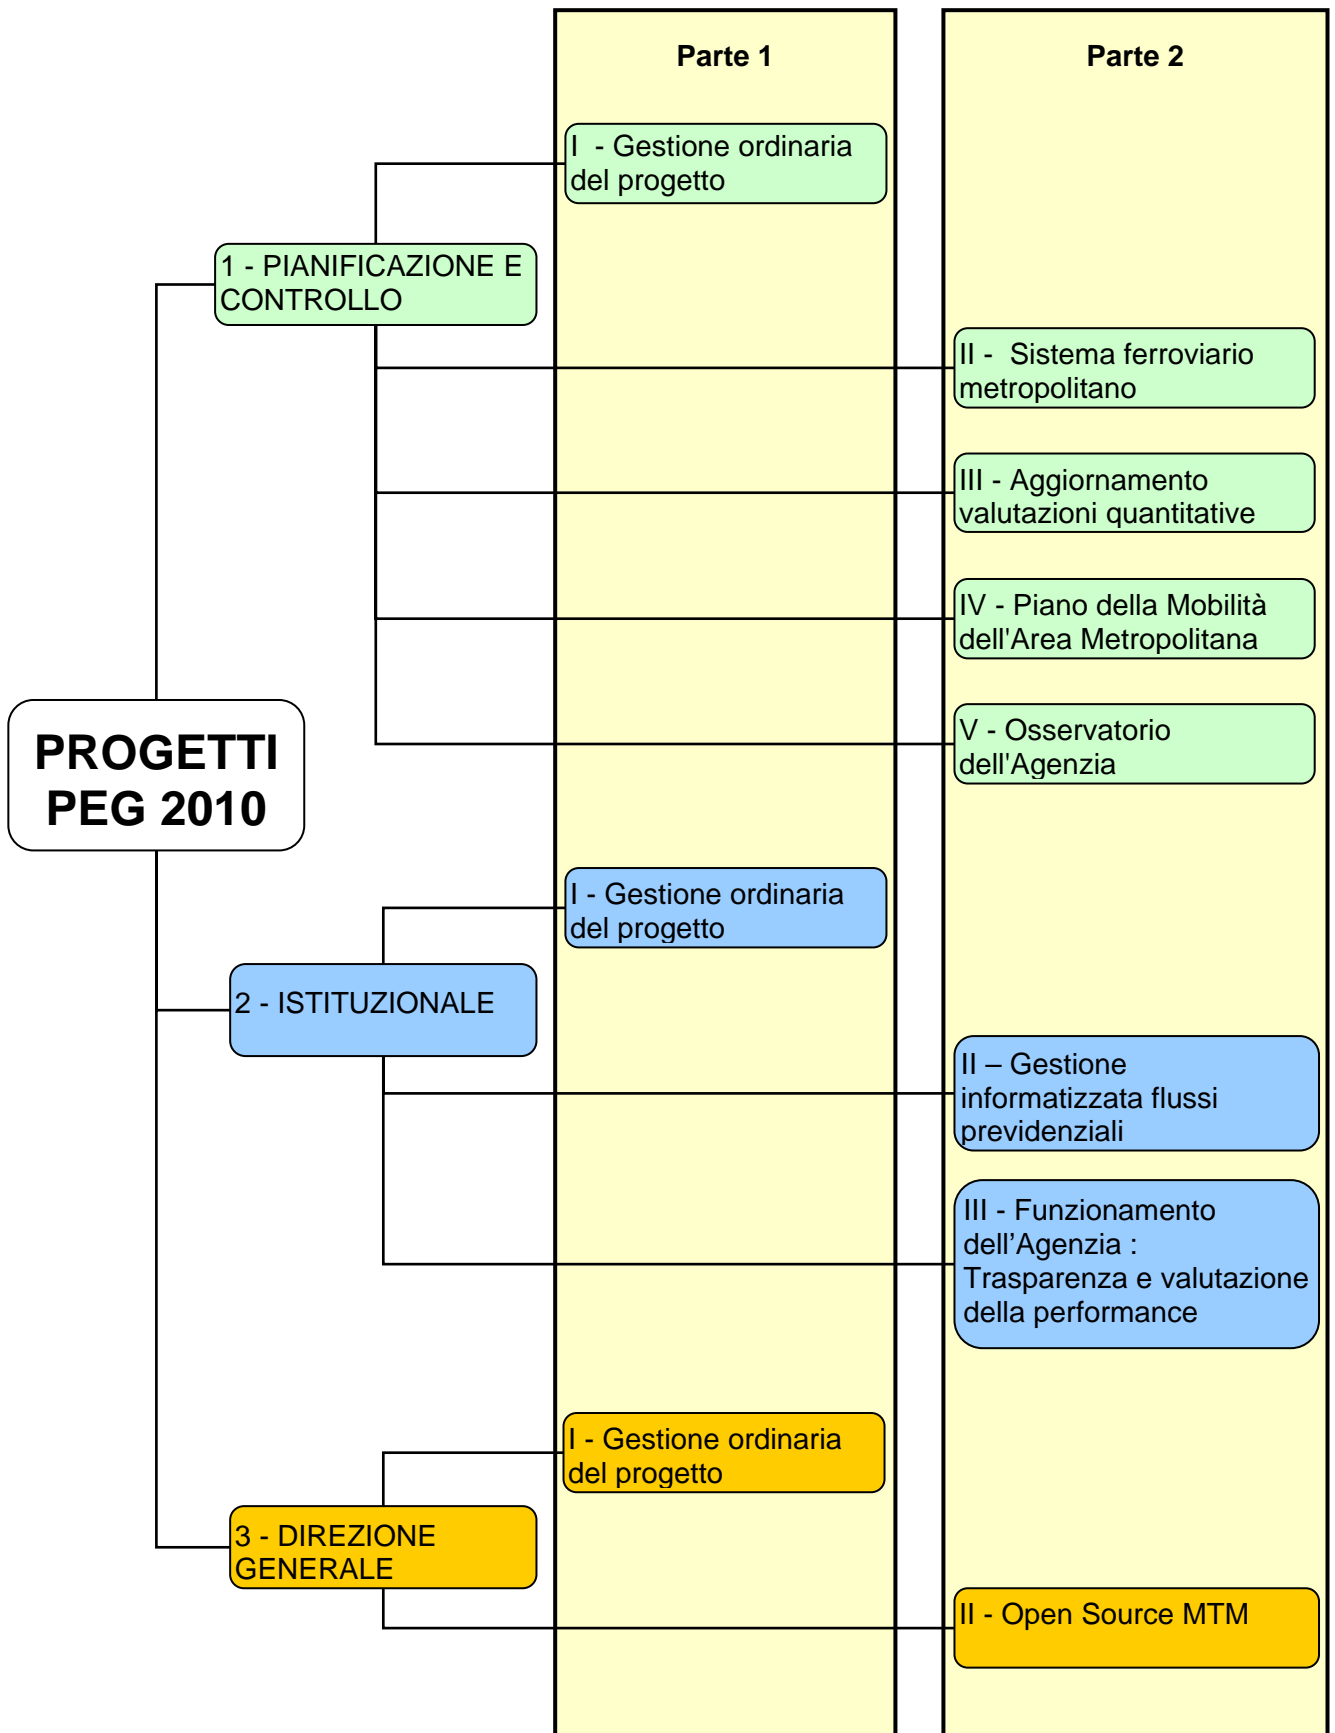 Parte 1
Parte 2
I - Gestione ordinaria
del progetto
1 - PIANIFICAZIONE E
CONTROLLO
II - Sistema ferroviario
metropolitano
III - Aggiornamento
valutazioni quantitative
IV - Piano della Mobilità
dell'Area Metropolitana
V - Osservatorio
dell'Agenzia
PROGETTI
PEG 2010
I - Gestione ordinaria
del progetto
2 - ISTITUZIONALE
II – Gestione
informatizzata flussi
previdenziali
III - Funzionamento
dell’Agenzia :
Trasparenza e valutazione
della performance
I - Gestione ordinaria
del progetto
3 - DIREZIONE
GENERALE
II - Open Source MTM